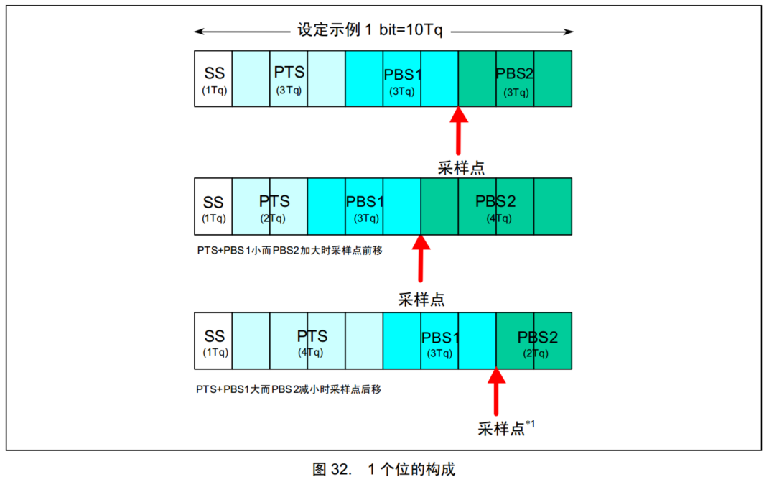 设定示例 1 bit=10Tq
SS PTS PBS1 PBS2
(1Tq) (3Tq) (3Tq) (3Tq)
采样点
SS PTS PBS1 PBS2
(1Tq) (2Tq) (3Tq) (4Tq)
PTS+PBS1小而PBS2加大时采样点前移
采样点
SS PTS PBS1 PBS2
(1Tq) (4Tq) (3Tq) (2Tq)
PTS+PBS1大而PBS2减小时采样点后移
采样点*1
图 32. 1 个位的构成